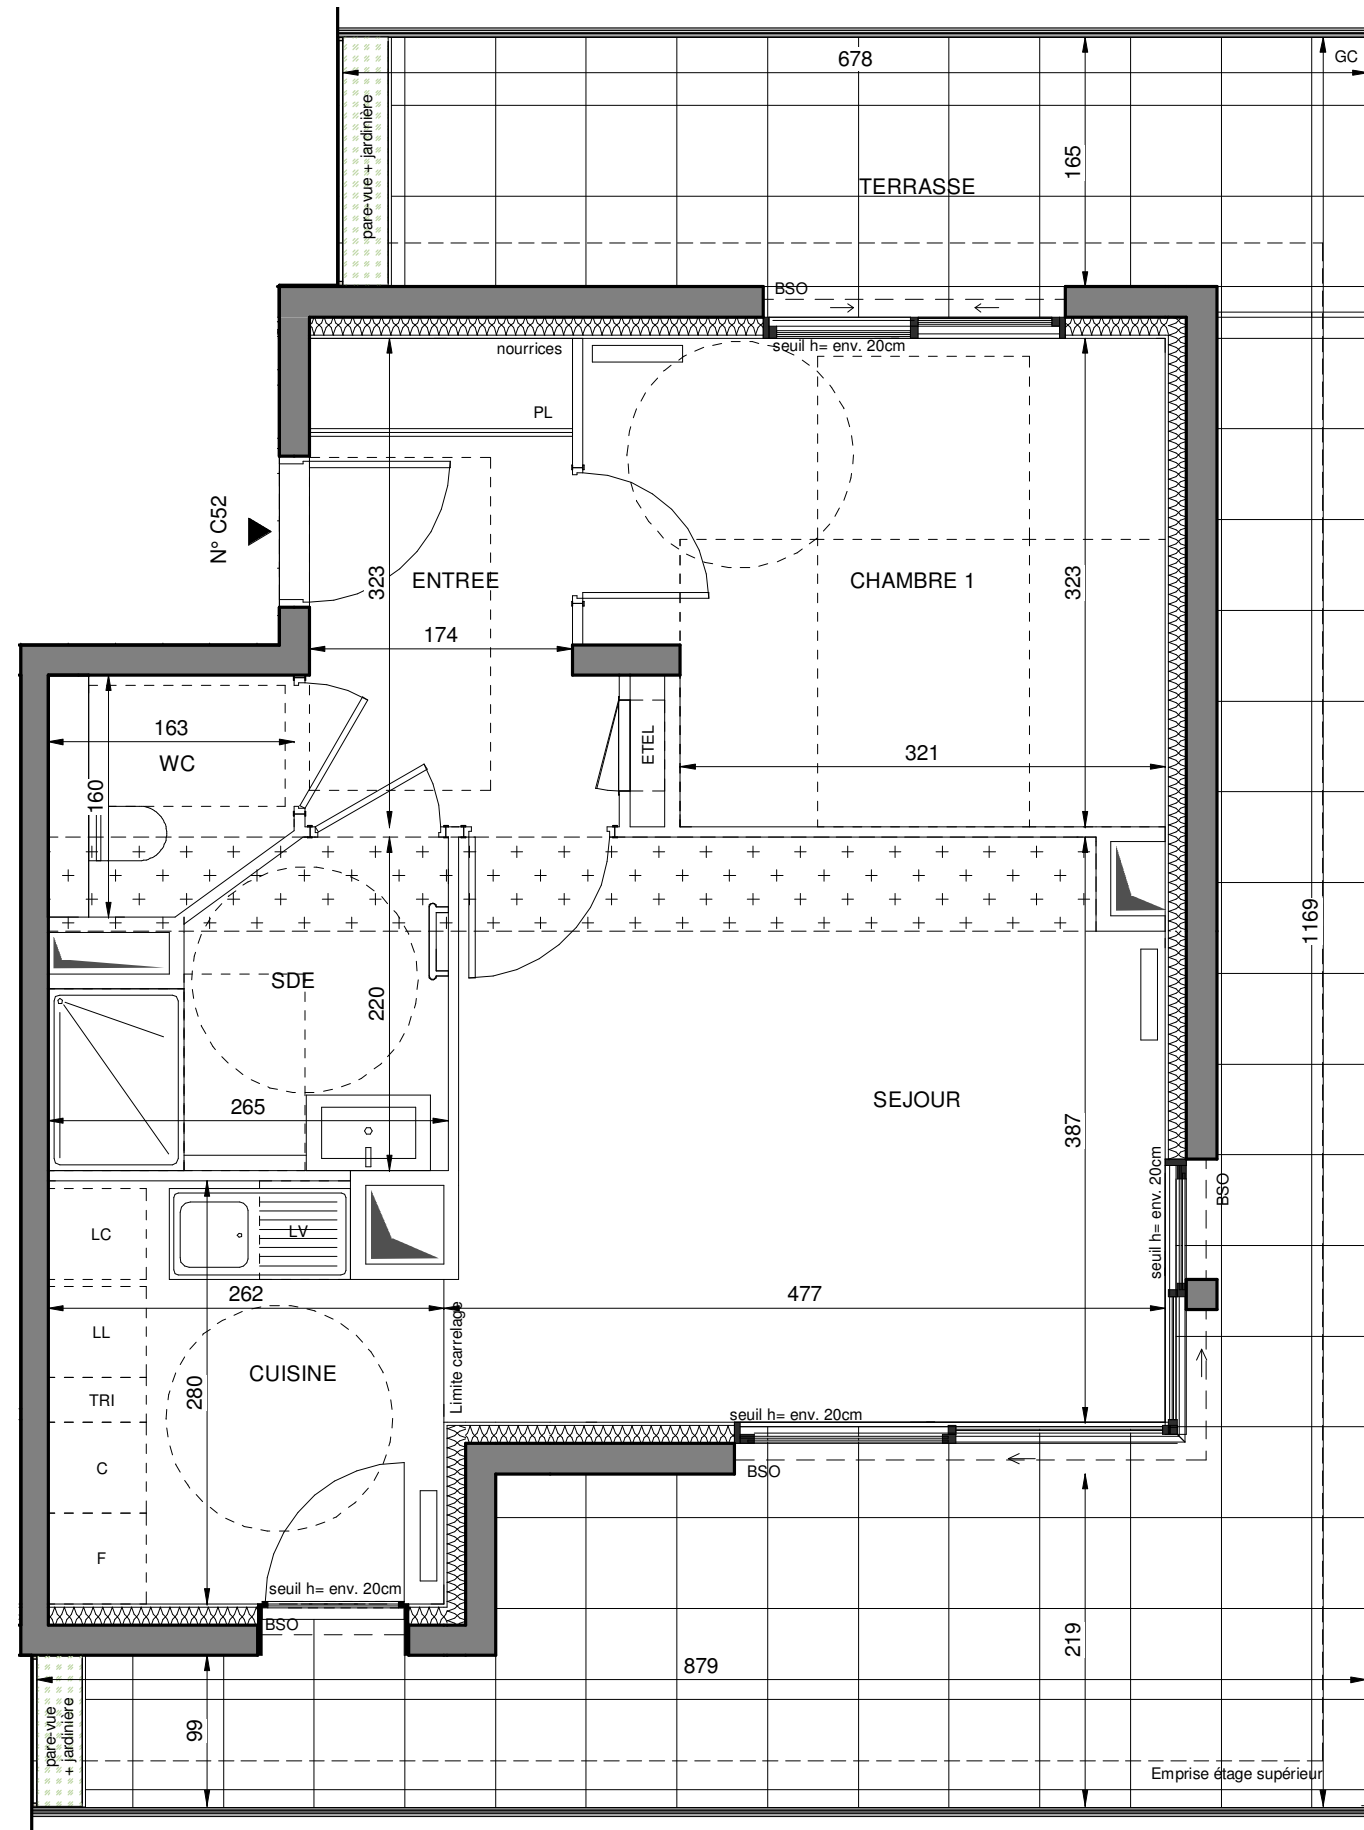 678
GC
pare-vue + jardinière
165
TERRASSE
BSO
seuil h= env. 20cm
nourrices
PL
N° C52
323
ENTREE
CHAMBRE 1
323
174
163
WC
160
ETEL
321
1169
SDE
220
265
SEJOUR
387
seuil h= env. 20cm
BSO
LC
LV
262
477
LL
Limite carrelage
CUISINE
280
TRI
seuil h= env. 20cm
C
BSO
F
seuil h= env. 20cm
BSO
219
879
pare-vue
+ jardinière
99
Emprise étage supérieur